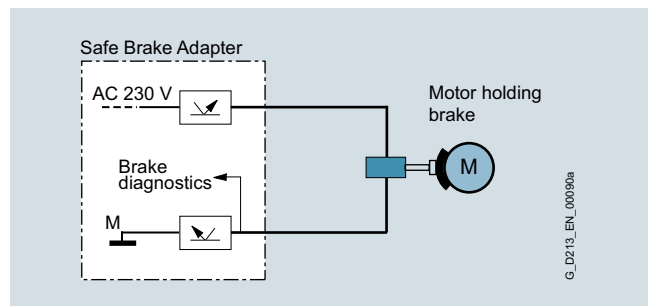 Safe Brake Adapter
AC 230 V
Motor holding
brake
Brake
diagnostics
M
M
G_D213_EN_00090a